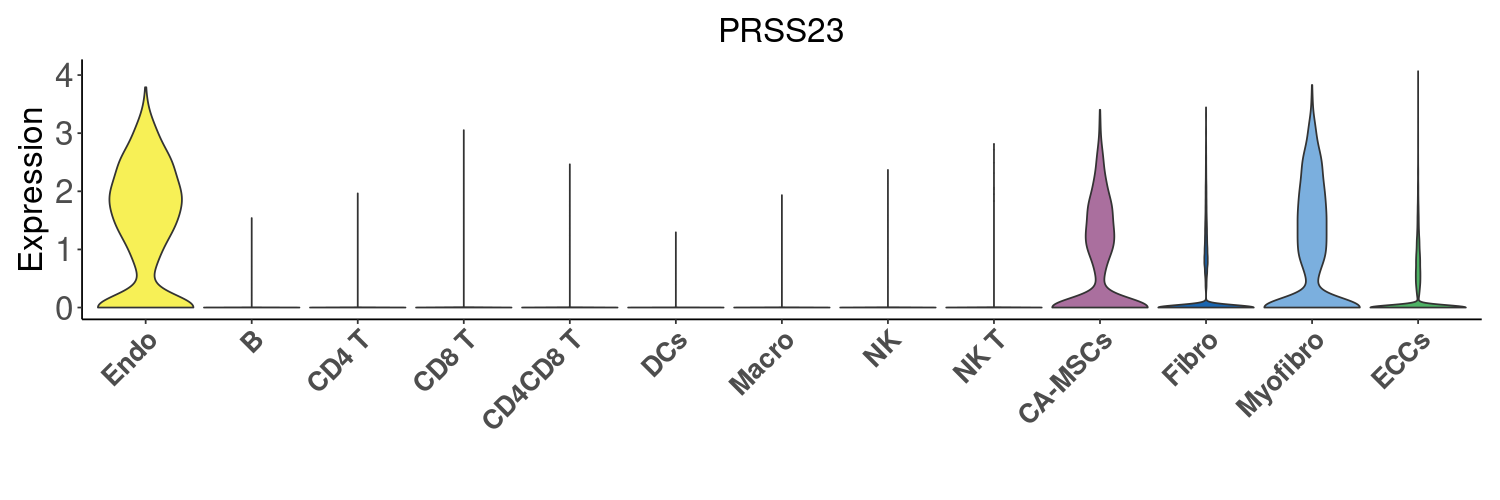 PRSS23
Expression
4
3
2
1
0
Endo
B
CD4 T
CD8 T
CD4CD8 T
DCs
Macro
NK
NK T
CA-MSCs
Fibro
Myofibro
ECCs